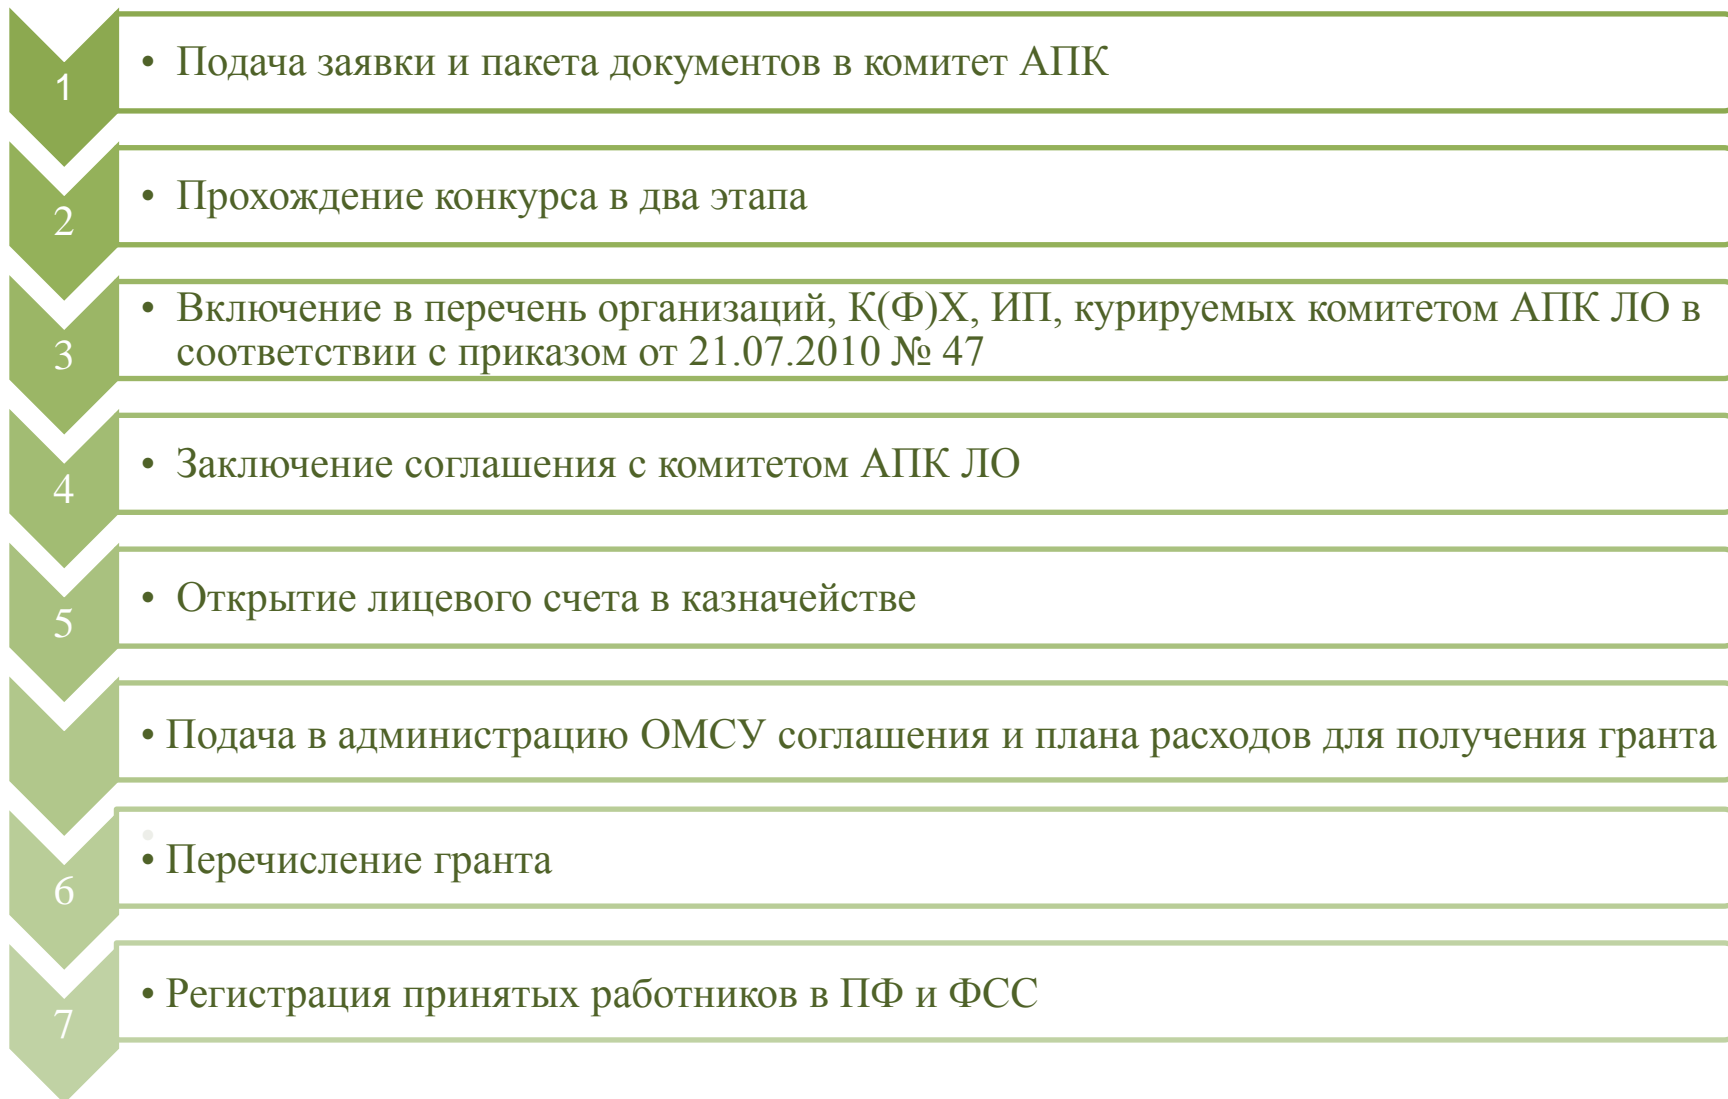 1
• Подача заявки и пакета документов в комитет АПК
2
• Прохождение конкурса в два этапа
3
• Включение в перечень организаций, К(Ф)Х, ИП, курируемых комитетом АПК ЛО в
соответствии с приказом от 21.07.2010 № 47
4
• Заключение соглашения с комитетом АПК ЛО
5
• Открытие лицевого счета в казначействе
• Подача в администрацию ОМСУ соглашения и плана расходов для получения гранта
6
• Перечисление гранта
7
• Регистрация принятых работников в ПФ и ФСС